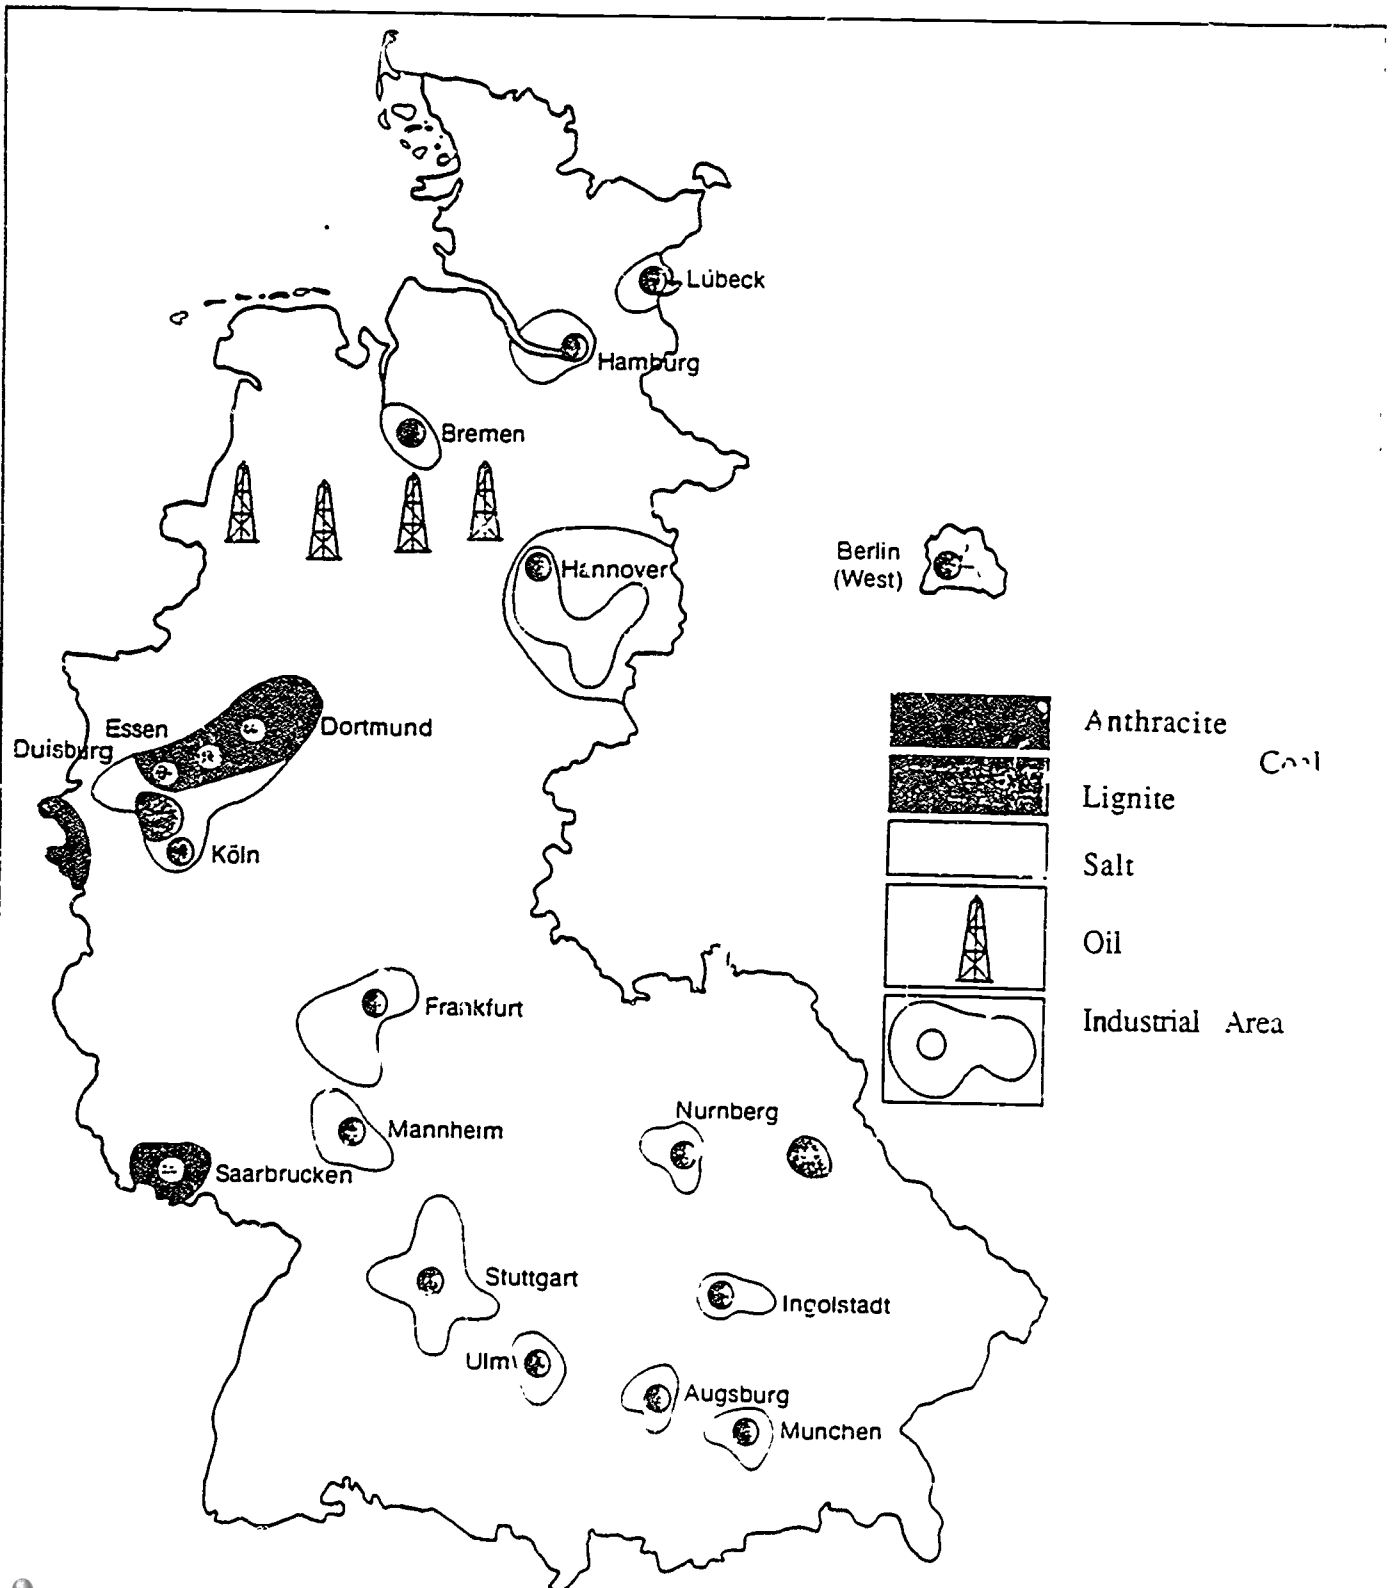 Lübeck
Hamburg
Bremen
Hannover
Berlin
(West)
Essen
Dortmund
Duisburg
Köln
Anthracite
Lignite
Salt
Oil
Industrial Area
Frankfurt
Mannheim
Nurnberg
Saarbrucken
Stuttgart
Ingolstadt
Ulm
Augsburg
Munchen